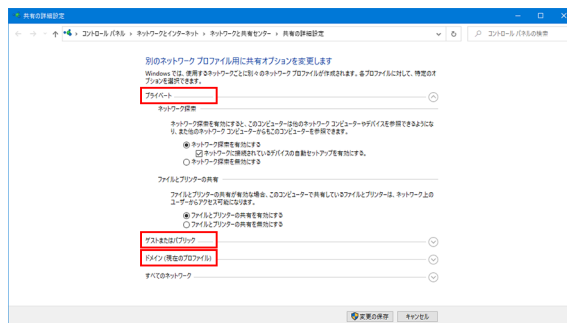 共有の詳細設定
コントロール パネル › ネットワークとインターネット › ネットワークと共有センター › 共有の詳細設定
コントロール パネルの検索
別のネットワーク プロファイル用に共有オプションを変更します
Windows では、使用するネットワークごとに別々のネットワーク プロファイルが作成されます。各プロファイルに対して、特定のオ
プションを選択できます。
プライベート
ネットワーク探索
ネットワーク探索を有効にすると、このコンピューターは他のネットワーク コンピューターやデバイスを参照できるようにな
り、また他のネットワーク コンピューターからもこのコンピューターを参照できます。
ネットワーク探索を有効にする
ネットワークに接続されているデバイスの自動セットアップを有効にする。
ネットワーク探索を無効にする
ファイルとプリンターの共有
ファイルとプリンターの共有が有効な場合、このコンピューターで共有しているファイルとプリンターは、ネットワーク上の
ユーザーからアクセス可能になります。
ファイルとプリンターの共有を有効にする
ファイルとプリンターの共有を無効にする
ゲストまたはパブリック
ドメイン (現在のプロファイル)
すべてのネットワーク
変更の保存 キャンセル